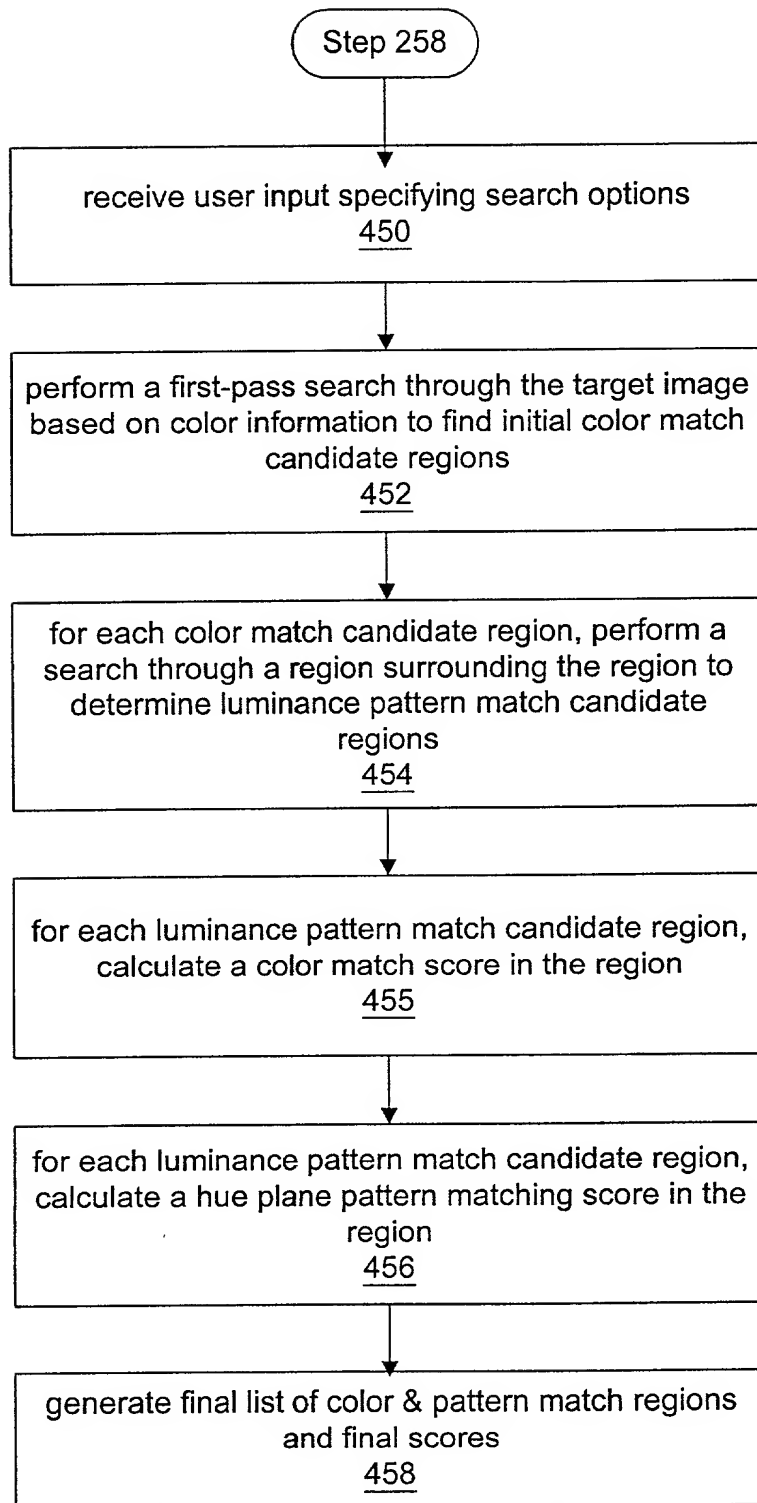 Step 258
receive user input specifying search options
450
perform a first-pass search through the target image
based on color information to find initial color match
candidate regions
452
for each color match candidate region, perform a
search through a region surrounding the region to
determine luminance pattern match candidate
regions
454
for each luminance pattern match candidate region,
calculate a color match score in the region
455
for each luminance pattern match candidate region,
calculate a hue plane pattern matching score in the
region
456
generate final list of color & pattern match regions
and final scores
458